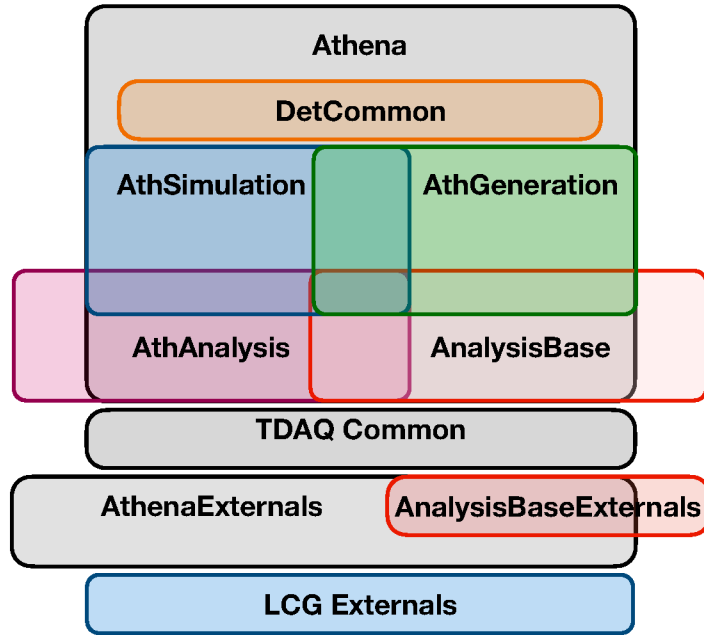 Athena
DetCommon
AthSimulation
AthGeneration
AthAnalysis
AnalysisBase
TDAQ Common
AthenaExternals
AnalysisBaseExternals
LCG Externals